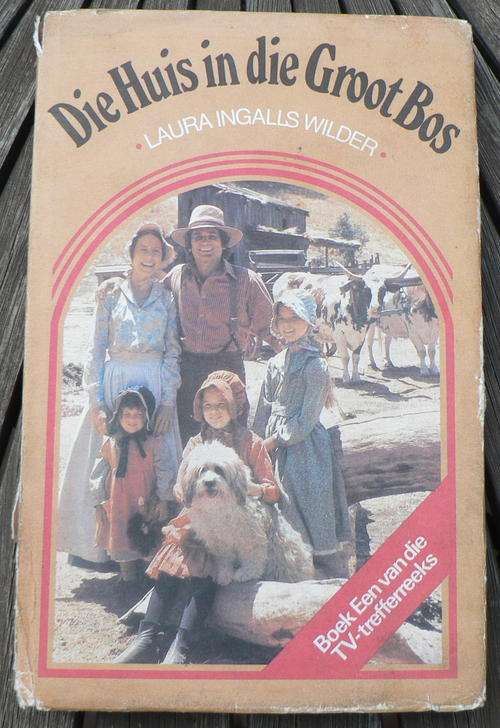 Die Huis in die Groot Bos
• LAURA INGALLS WILDER •
Boek Een van die
TV-trefferreeks